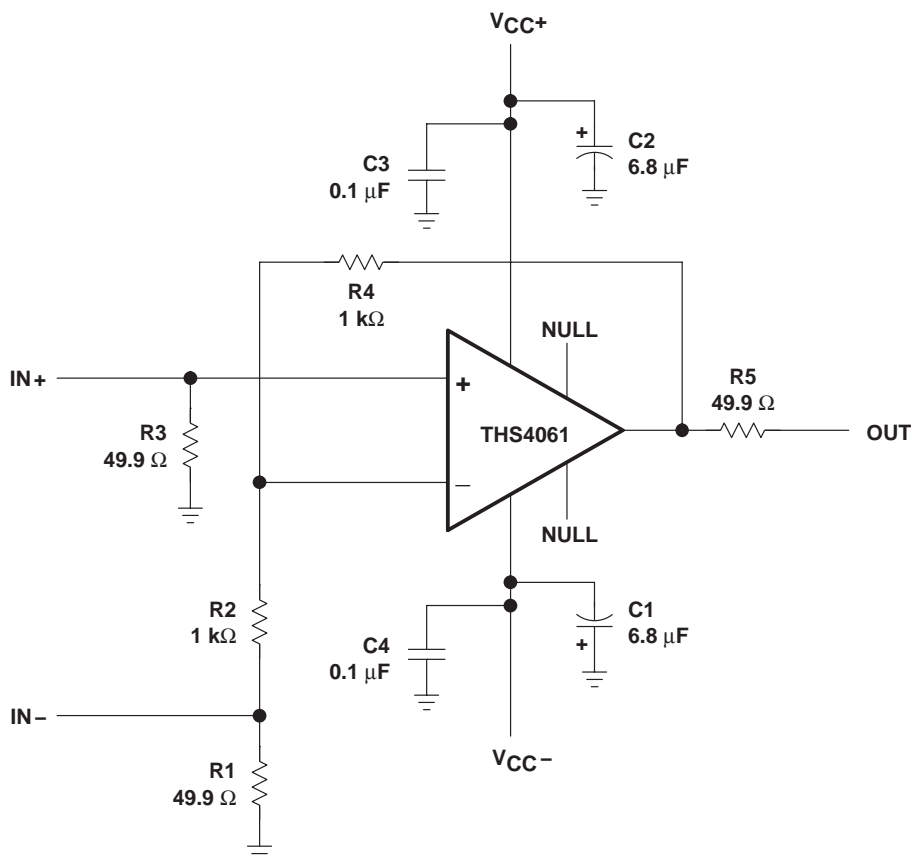 VCC+
C3
0.1 μF
+
C2
6.8 μF
R4
1 kΩ
NULL
IN+
+
R3
49.9 Ω
THS4061
R5
49.9 Ω
OUT
−
NULL
R2
1 kΩ
C4
0.1 μF
C1
6.8 μF
+
IN−
VCC−
R1
49.9 Ω